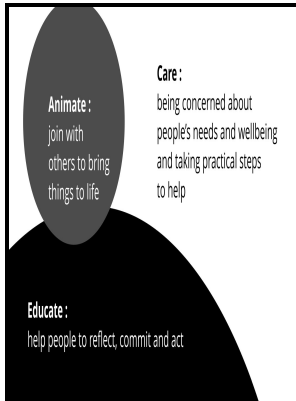 Animate :
join with
others to bring
things to life
Care :
being concerned about
people's needs and wellbeing
and taking practical steps
to help
Educate :
help people to reflect, commit and act